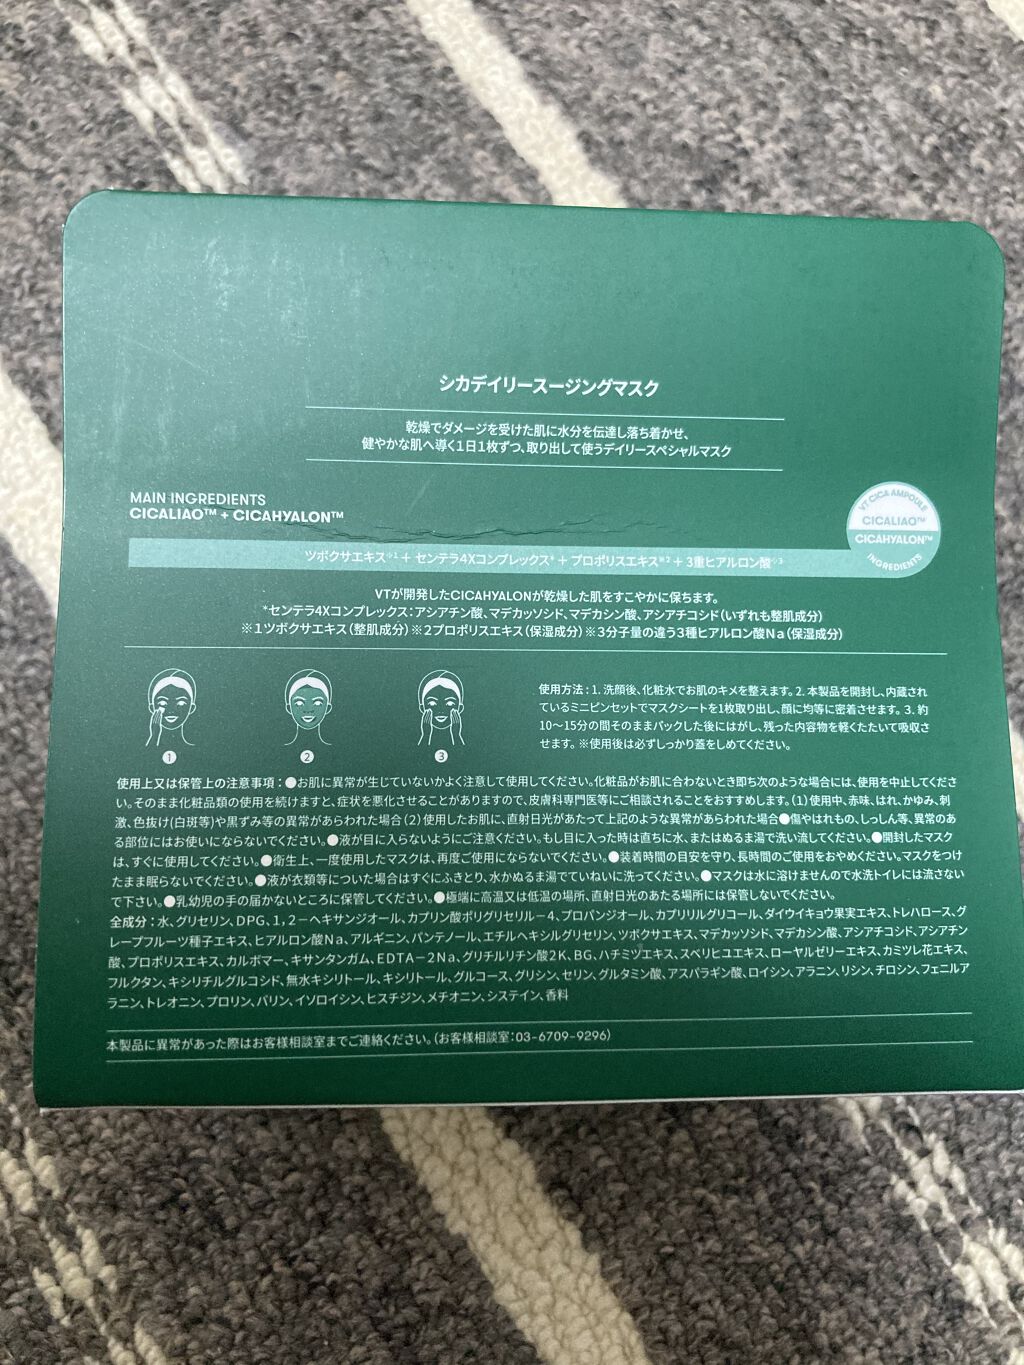 シカデイリースージングマスク
乾燥でダメージを受けた肌に水分を伝達し落ち着かせ、
健やかな肌へ導く1日1枚ずつ、取り出して使うデイリースペシャルマスク
MAIN INGREDIENTS
CICALIAO™ + CICAHYALON™
VT CICA AMPOULE
CICALIAO™
CICAHYALON™
INGREDIENTS
ツボクサエキス※1 + センテラ4Xコンプレックス* + プロポリスエキス※2 + 3重ヒアルロン酸※3
VTが開発したCICAHYALONが乾燥した肌をすこやかに保ちます。
*センテラ4Xコンプレックス：アシアチン酸、マデカッソシド、マデカシン酸、アシアチコシド(いずれも整肌成分)
※1ツボクサエキス(整肌成分)※2プロポリスエキス(保湿成分)※3分子量の違う3種ヒアルロン酸Na(保湿成分)
1
2
3
使用方法：1. 洗顔後、化粧水でお肌のキメを整えます。2. 本製品を開封し、内蔵され
ているミニピンセットでマスクシートを1枚取り出し、顔に均等に密着させます。3. 約
10～15分の間そのままパックした後にはがし、残った内容物を軽くたたいて吸収さ
せます。※使用後は必ずしっかり蓋をしめてください。
使用上又は保管上の注意事項：●お肌に異常が生じていないかよく注意して使用してください。化粧品がお肌に合わないとき即ち次のような場合には、使用を中止してくださ
い。そのまま化粧品類の使用を続けますと、症状を悪化させることがありますので、皮膚科専門医等にご相談されることをおすすめします。(1)使用中、赤味、はれ、かゆみ、刺
激、色抜け(白斑等)や黒ずみ等の異常があらわれた場合(2)使用したお肌に、直射日光があたって上記のような異常があらわれた場合●傷やはれもの、しっしん等、異常のあ
る部位にはお使いにならないでください。●液が目に入らないようにご注意ください。もし目に入った時は直ちに水、またはぬるま湯で洗い流してください。●開封したマスク
は、すぐに使用してください。●衛生上、一度使用したマスクは、再度ご使用にならないでください。●装着時間の目安を守り、長時間のご使用をおやめください。マスクをつけ
たまま眠らないでください。●液が衣類等についた場合はすぐにふきとり、水かぬるま湯でていねいに洗ってください。●マスクは水に溶けませんので水洗トイレには流さない
で下さい。●乳幼児の手の届かないところに保管してください。●極端に高温又は低温の場所、直射日光のあたる場所には保管しないでください。
全成分：水、グリセリン、DPG、1，2－ヘキサンジオール、カプリン酸ポリグリセリル－4、プロパンジオール、カプリリルグリコール、ダイウイキョウ果実エキス、トレハロース、グ
レープフルーツ種子エキス、ヒアルロン酸Na、アルギニン、パンテノール、エチルヘキシルグリセリン、ツボクサエキス、マデカッソシド、マデカシン酸、アシアチコシド、アシアチン
酸、プロポリスエキス、カルボマー、キサンタンガム、EDTA－2Na、グリチルリチン酸2K、BG、ハチミツエキス、スベリヒユエキス、ローヤルゼリーエキス、カミツレ花エキス、
フルクタン、キシリチルグルコシド、無水キシリトール、キシリトール、グルコース、グリシン、セリン、グルタミン酸、アスパラギン酸、ロイシン、アラニン、リシン、チロシン、フェニルア
ラニン、トレオニン、プロリン、バリン、イソロイシン、ヒスチジン、メチオニン、システイン、香料
本製品に異常があった際はお客様相談室までご連絡ください。(お客様相談室：03-6709-9296)